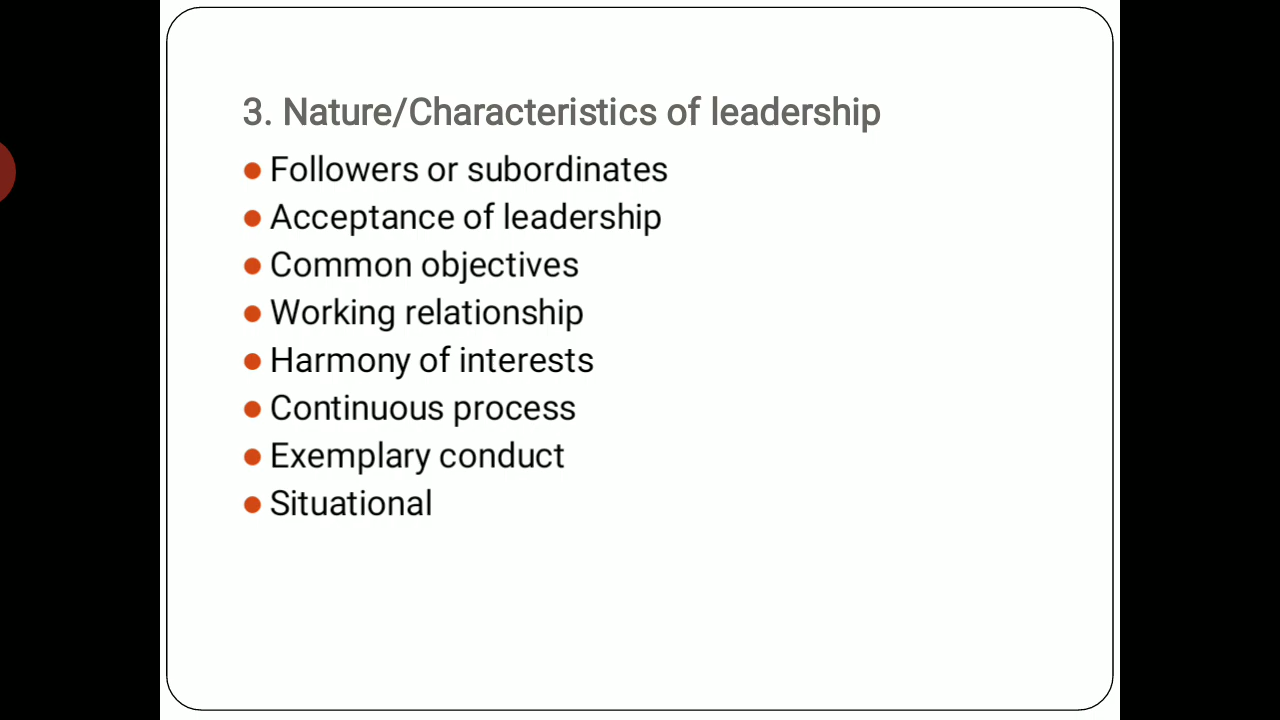 3. Nature/Characteristics of leadership
● Followers or subordinates
● Acceptance of leadership
● Common objectives
● Working relationship
● Harmony of interests
● Continuous process
● Exemplary conduct
● Situational